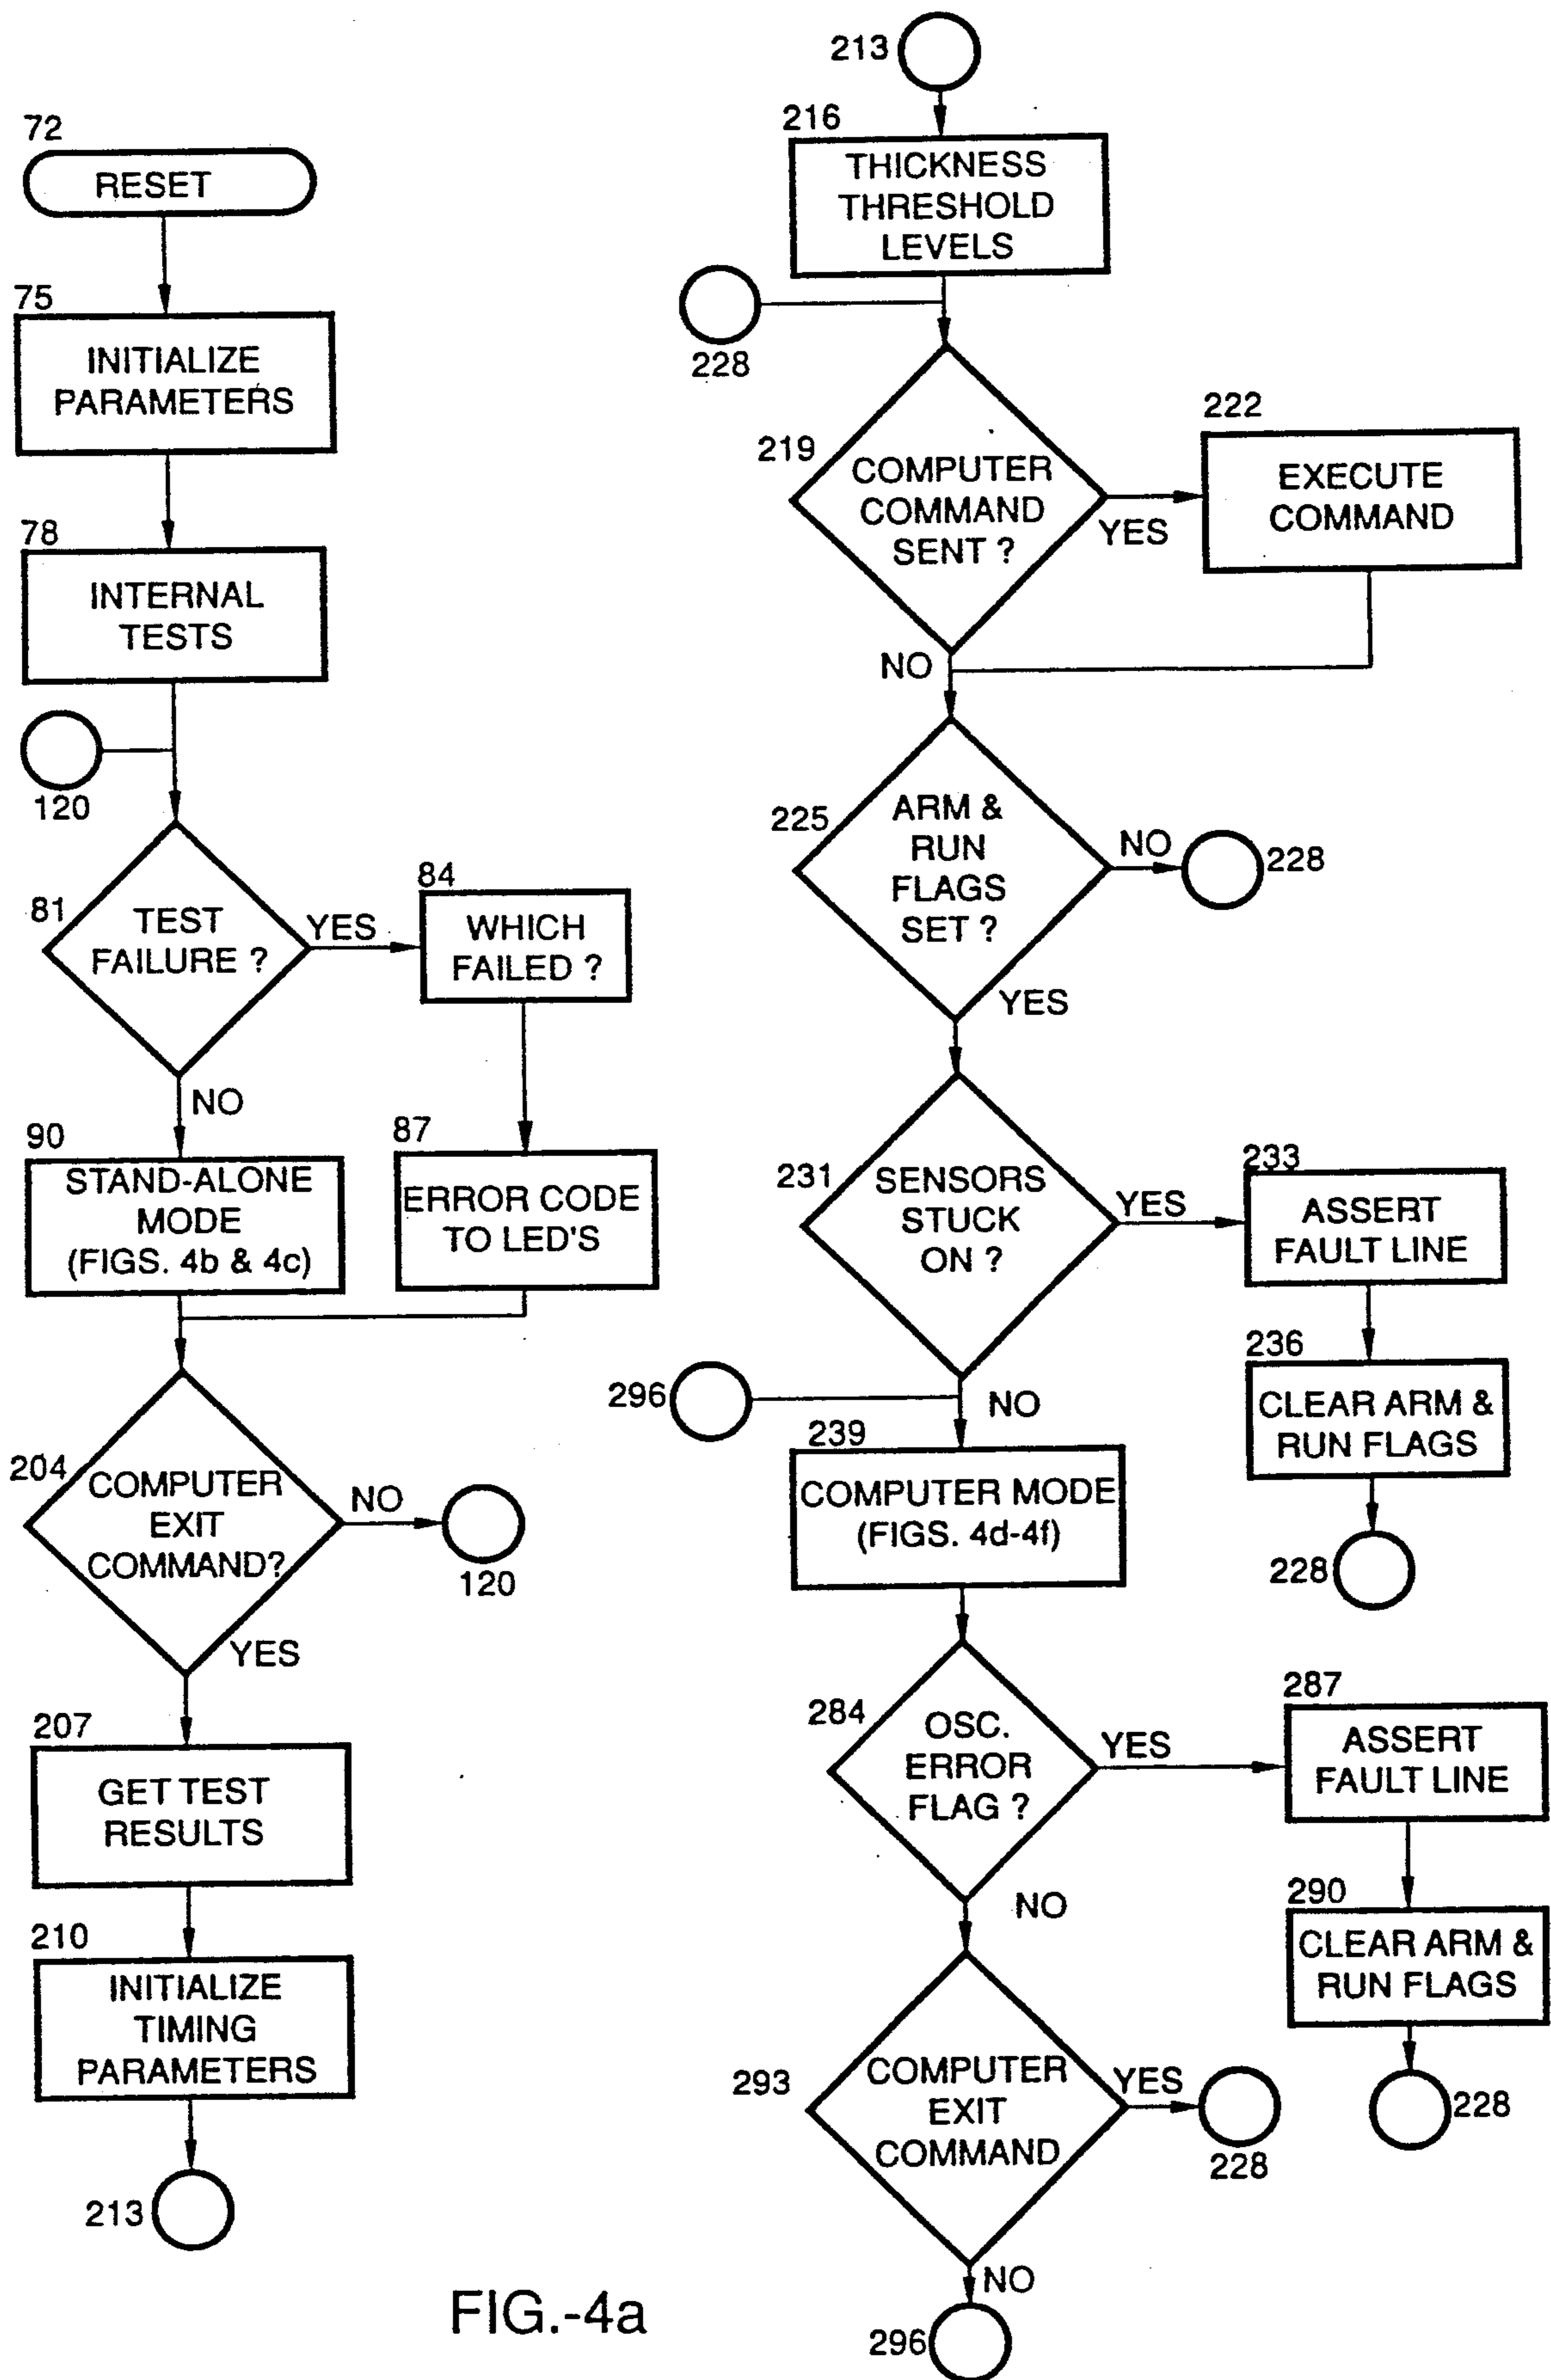 72
RESET
75
INITIALIZE
PARAMETERS
78
INTERNAL
TESTS
120
81
TEST
FAILURE ?
YES
84
WHICH
FAILED ?
NO
90
STAND-ALONE
MODE
(FIGS. 4b & 4c)
87
ERROR CODE
TO LED'S
204
COMPUTER
EXIT
COMMAND?
NO
120
YES
207
GET TEST
RESULTS
210
INITIALIZE
TIMING
PARAMETERS
213
213
216
THICKNESS
THRESHOLD
LEVELS
228
219
COMPUTER
COMMAND
SENT ?
YES
222
EXECUTE
COMMAND
NO
225
ARM &
RUN
FLAGS
SET ?
NO
228
YES
231
SENSORS
STUCK
ON ?
YES
233
ASSERT
FAULT LINE
236
CLEAR ARM &
RUN FLAGS
228
296
NO
239
COMPUTER MODE
(FIGS. 4d-4f)
284
OSC.
ERROR
FLAG ?
YES
287
ASSERT
FAULT LINE
290
CLEAR ARM &
RUN FLAGS
228
NO
293
COMPUTER
EXIT
COMMAND
YES
228
NO
296
FIG.-4a